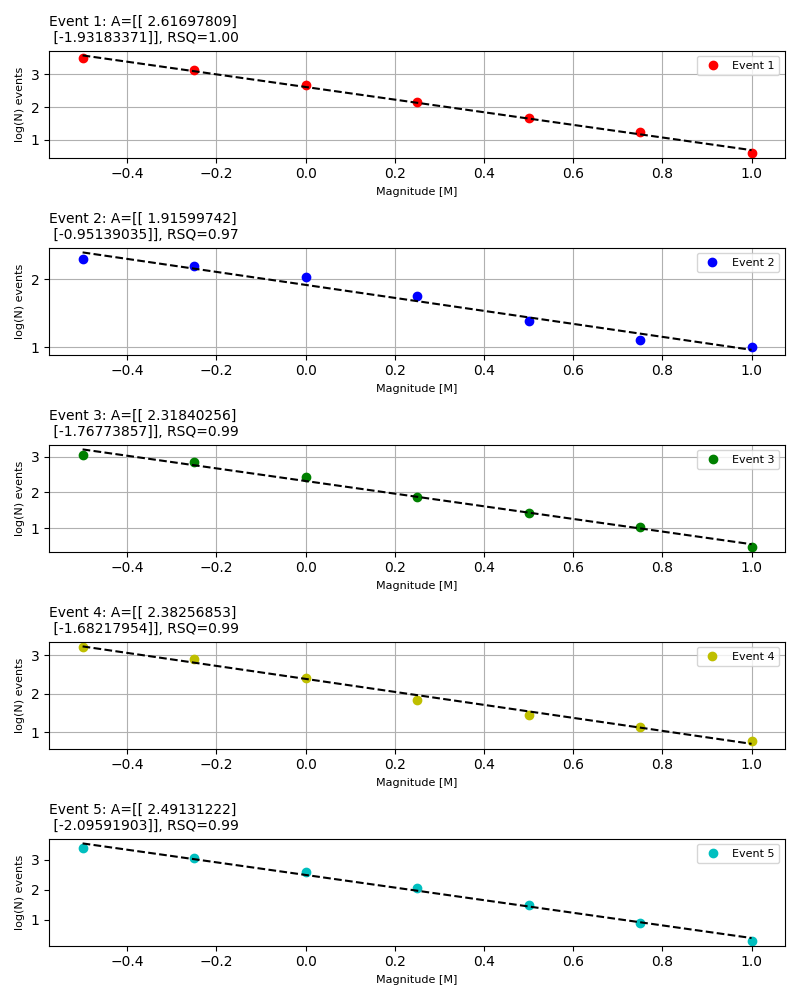 Event 1: A=[[ 2.61697809]
[-1.93183371]], RSQ=1.00
Event 1
3
2
1
log(N) events
−0.4 −0.2 0.0 0.2 0.4 0.6 0.8 1.0
Magnitude [M]
Event 2: A=[[ 1.91599742]
[-0.95139035]], RSQ=0.97
Event 2
2
1
log(N) events
−0.4 −0.2 0.0 0.2 0.4 0.6 0.8 1.0
Magnitude [M]
Event 3: A=[[ 2.31840256]
[-1.76773857]], RSQ=0.99
Event 3
3
2
1
log(N) events
−0.4 −0.2 0.0 0.2 0.4 0.6 0.8 1.0
Magnitude [M]
Event 4: A=[[ 2.38256853]
[-1.68217954]], RSQ=0.99
Event 4
3
2
1
log(N) events
−0.4 −0.2 0.0 0.2 0.4 0.6 0.8 1.0
Magnitude [M]
Event 5: A=[[ 2.49131222]
[-2.09591903]], RSQ=0.99
Event 5
3
2
1
log(N) events
−0.4 −0.2 0.0 0.2 0.4 0.6 0.8 1.0
Magnitude [M]